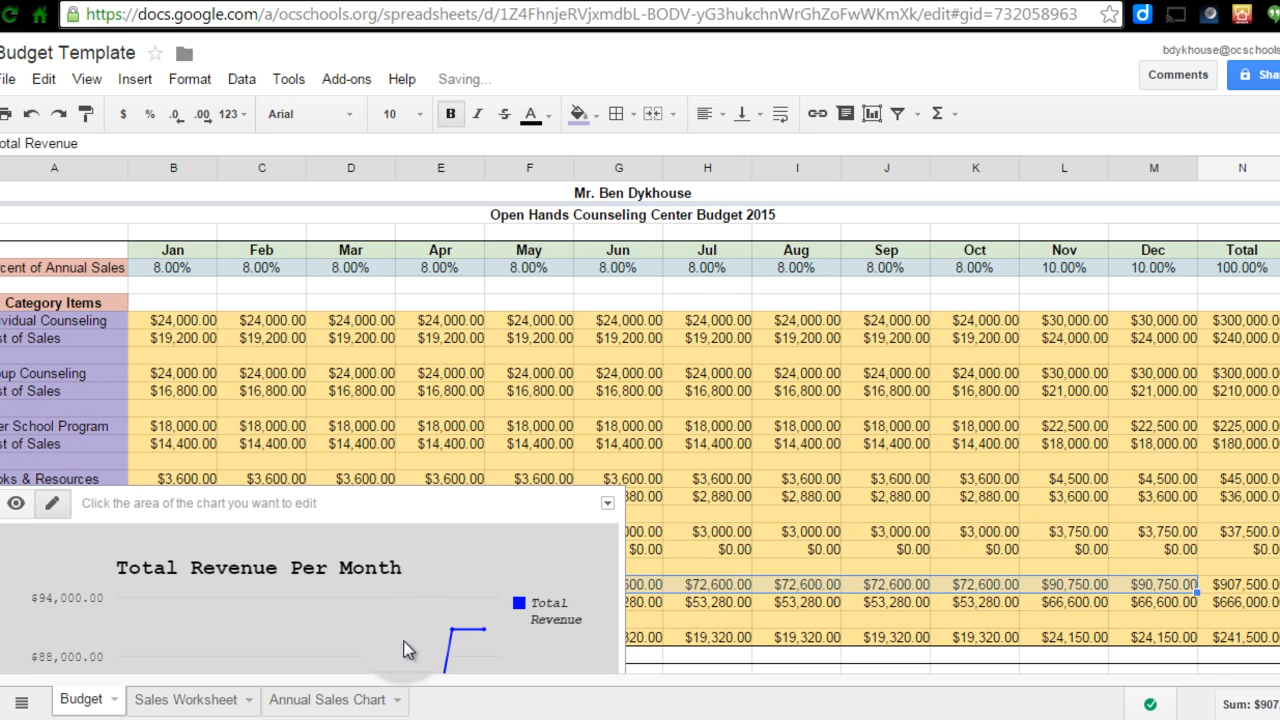 https://docs.google.com/a/ocschools.org/spreadsheets/d/1Z4FhnjeRVjxmdbL-BODV-yG3hukchnWrGhZoFwWKmXk/edit#gid=732058963
Budget Template
bdykhouse@ocschools
File Edit View Insert Format Data Tools Add-ons Help Saving...
Comments Sha
$ % .0 .00 123 Arial 10 B I S A Σ
otal Revenue
A B C D E F G H I J K L M N
Mr. Ben Dykhouse
Open Hands Counseling Center Budget 2015
Jan Feb Mar Apr May Jun Jul Aug Sep Oct Nov Dec Total
cent of Annual Sales 8.00% 8.00% 8.00% 8.00% 8.00% 8.00% 8.00% 8.00% 8.00% 8.00% 10.00% 10.00% 100.00%
Category Items
ividual Counseling $24,000.00 $24,000.00 $24,000.00 $24,000.00 $24,000.00 $24,000.00 $24,000.00 $24,000.00 $24,000.00 $24,000.00 $30,000.00 $30,000.00 $300,000.0
st of Sales $19,200.00 $19,200.00 $19,200.00 $19,200.00 $19,200.00 $19,200.00 $19,200.00 $19,200.00 $19,200.00 $19,200.00 $24,000.00 $24,000.00 $240,000.0
up Counseling $24,000.00 $24,000.00 $24,000.00 $24,000.00 $24,000.00 $24,000.00 $24,000.00 $24,000.00 $24,000.00 $24,000.00 $30,000.00 $30,000.00 $300,000.0
st of Sales $16,800.00 $16,800.00 $16,800.00 $16,800.00 $16,800.00 $16,800.00 $16,800.00 $16,800.00 $16,800.00 $16,800.00 $21,000.00 $21,000.00 $210,000.0
er School Program $18,000.00 $18,000.00 $18,000.00 $18,000.00 $18,000.00 $18,000.00 $18,000.00 $18,000.00 $18,000.00 $18,000.00 $22,500.00 $22,500.00 $225,000.0
st of Sales $14,400.00 $14,400.00 $14,400.00 $14,400.00 $14,400.00 $14,400.00 $14,400.00 $14,400.00 $14,400.00 $14,400.00 $18,000.00 $18,000.00 $180,000.0
oks & Resources $3,600.00 $3,600.00 $3,600.00 $3,600.00 $3,600.00 $3,600.00 $3,600.00 $3,600.00 $3,600.00 $3,600.00 $4,500.00 $4,500.00 $45,000.0
880.00 $2,880.00 $2,880.00 $2,880.00 $2,880.00 $3,600.00 $3,600.00 $36,000.0
Click the area of the chart you want to edit
000.00 $3,000.00 $3,000.00 $3,000.00 $3,000.00 $3,750.00 $3,750.00 $37,500.0
$0.00 $0.00 $0.00 $0.00 $0.00 $0.00 $0.00 $0.0
Total Revenue Per Month
600.00 $72,600.00 $72,600.00 $72,600.00 $72,600.00 $90,750.00 $90,750.00 $907,500.0
$94,000.00
Total
Revenue
280.00 $53,280.00 $53,280.00 $53,280.00 $53,280.00 $66,600.00 $66,600.00 $666,000.0
320.00 $19,320.00 $19,320.00 $19,320.00 $19,320.00 $24,150.00 $24,150.00 $241,500.0
$88,000.00
Budget Sales Worksheet Annual Sales Chart
Sum: $907,